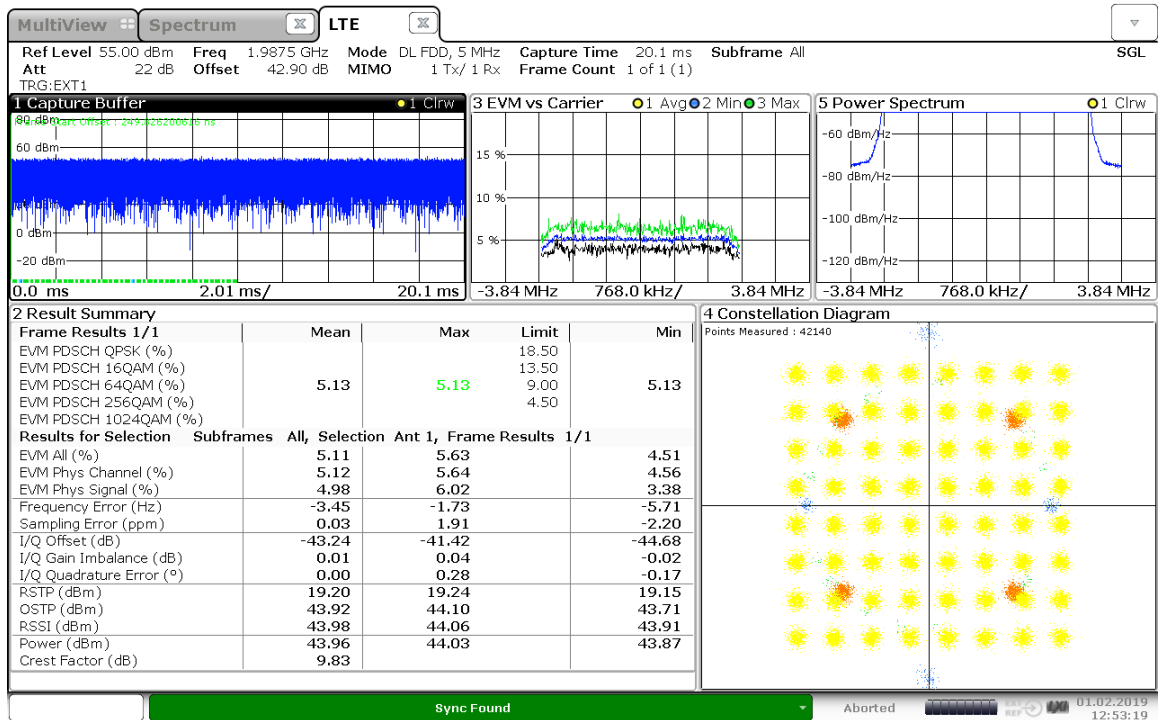 MultiView Spectrum LTE
Ref Level 55.00 dBm Freq 1.9875 GHz Mode DL FDD, 5 MHz Capture Time 20.1 ms Subframe All SGL
Att 22 dB Offset 42.90 dB MIMO 1 Tx/ 1 Rx Frame Count 1 of 1 (1)
TRG:EXT1
1 Capture Buffer 1 Clrw
80 dBm
Frame Start Offset : 249.826200616 ns
60 dBm
0 dBm
-20 dBm
0.0 ms 2.01 ms/ 20.1 ms
3 EVM vs Carrier 1 Avg 2 Min 3 Max
15 %
10 %
5 %
-3.84 MHz 768.0 kHz/ 3.84 MHz
5 Power Spectrum 1 Clrw
-60 dBm/Hz
-80 dBm/Hz
-100 dBm/Hz
-120 dBm/Hz
-3.84 MHz 768.0 kHz/ 3.84 MHz
2 Result Summary
Frame Results 1/1 Mean Max Limit Min
EVM PDSCH QPSK (%) 18.50
EVM PDSCH 16QAM (%) 13.50
EVM PDSCH 64QAM (%) 5.13 5.13 9.00 5.13
EVM PDSCH 256QAM (%) 4.50
EVM PDSCH 1024QAM (%)
Results for Selection Subframes All, Selection Ant 1, Frame Results 1/1
EVM All (%) 5.11 5.63 4.51
EVM Phys Channel (%) 5.12 5.64 4.56
EVM Phys Signal (%) 4.98 6.02 3.38
Frequency Error (Hz) -3.45 -1.73 -5.71
Sampling Error (ppm) 0.03 1.91 -2.20
I/Q Offset (dB) -43.24 -41.42 -44.68
I/Q Gain Imbalance (dB) 0.01 0.04 -0.02
I/Q Quadrature Error (°) 0.00 0.28 -0.17
RSTP (dBm) 19.20 19.24 19.15
OSTP (dBm) 43.92 44.10 43.71
RSSI (dBm) 43.98 44.06 43.91
Power (dBm) 43.96 44.03 43.87
Crest Factor (dB) 9.83
4 Constellation Diagram
Points Measured : 42140
Sync Found
Aborted
01.02.2019
12:53:19